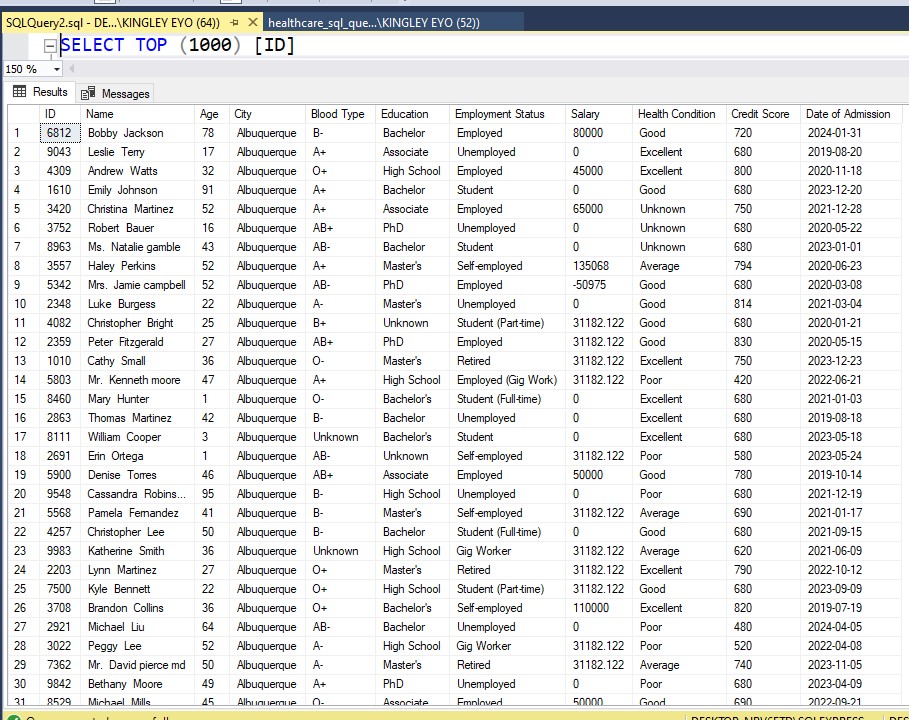 SQLQuery2.sql - DE...\KINGLEY EYO (64)) healthcare_sql_que...\KINGLEY EYO (52))
SELECT TOP (1000) [ID]
150 %
Results Messages
ID Name Age City Blood Type Education Employment Status Salary Health Condition Credit Score Date of Admission
1 6812 Bobby Jackson 78 Albuquerque B- Bachelor Employed 80000 Good 720 2024-01-31
2 9043 Leslie Terry 17 Albuquerque A+ Associate Unemployed 0 Excellent 680 2019-08-20
3 4309 Andrew Watts 32 Albuquerque O+ High School Employed 45000 Excellent 800 2020-11-18
4 1610 Emily Johnson 91 Albuquerque A+ Bachelor Student 0 Good 680 2023-12-20
5 3420 Christina Martinez 52 Albuquerque A+ Associate Employed 65000 Unknown 750 2021-12-28
6 3752 Robert Bauer 16 Albuquerque AB+ PhD Unemployed 0 Unknown 680 2020-05-22
7 8963 Ms. Natalie gamble 43 Albuquerque AB- Bachelor Student 0 Unknown 680 2023-01-01
8 3557 Haley Perkins 52 Albuquerque A+ Master's Self-employed 135068 Average 794 2020-06-23
9 5342 Mrs. Jamie campbell 52 Albuquerque AB- PhD Employed -50975 Good 680 2020-03-08
10 2348 Luke Burgess 22 Albuquerque A- Master's Unemployed 0 Good 814 2021-03-04
11 4082 Christopher Bright 25 Albuquerque B+ Unknown Student (Part-time) 31182.122 Good 680 2020-01-21
12 2359 Peter Fitzgerald 27 Albuquerque AB+ PhD Employed 31182.122 Good 830 2020-05-15
13 1010 Cathy Small 36 Albuquerque O- Master's Retired 31182.122 Excellent 750 2023-12-23
14 5803 Mr. Kenneth moore 47 Albuquerque A+ High School Employed (Gig Work) 31182.122 Poor 420 2022-06-21
15 8460 Mary Hunter 1 Albuquerque O- Bachelor's Student (Full-time) 0 Excellent 680 2021-01-03
16 2863 Thomas Martinez 42 Albuquerque B- Bachelor Unemployed 0 Excellent 680 2019-08-18
17 8111 William Cooper 3 Albuquerque Unknown Bachelor's Student 0 Excellent 680 2023-05-18
18 2691 Erin Ortega 1 Albuquerque AB- Unknown Self-employed 31182.122 Poor 580 2023-05-24
19 5900 Denise Torres 46 Albuquerque AB+ Associate Employed 50000 Good 780 2019-10-14
20 9548 Cassandra Robins... 95 Albuquerque B- High School Unemployed 0 Poor 680 2021-12-19
21 5568 Pamela Fernandez 41 Albuquerque B- Master's Self-employed 31182.122 Average 690 2021-01-17
22 4257 Christopher Lee 50 Albuquerque B- Bachelor Student (Full-time) 0 Good 680 2021-09-15
23 9983 Katherine Smith 36 Albuquerque Unknown High School Gig Worker 31182.122 Average 620 2021-06-09
24 2203 Lynn Martinez 27 Albuquerque O+ Master's Retired 31182.122 Excellent 790 2022-10-12
25 7500 Kyle Bennett 22 Albuquerque O+ High School Student (Part-time) 31182.122 Good 680 2023-09-09
26 3708 Brandon Collins 36 Albuquerque O+ Bachelor's Self-employed 110000 Excellent 820 2019-07-19
27 2921 Michael Liu 64 Albuquerque AB- Bachelor Unemployed 0 Poor 480 2024-04-05
28 3022 Peggy Lee 52 Albuquerque A- High School Gig Worker 31182.122 Poor 520 2022-04-08
29 7362 Mr. David pierce md 50 Albuquerque A- Master's Retired 31182.122 Average 740 2023-11-05
30 9842 Bethany Moore 49 Albuquerque A+ PhD Unemployed 0 Poor 680 2023-04-09
31 8529 Michael Mills 45 Albuquerque O- Associate Employed 50000 Good 690 2022-09-21